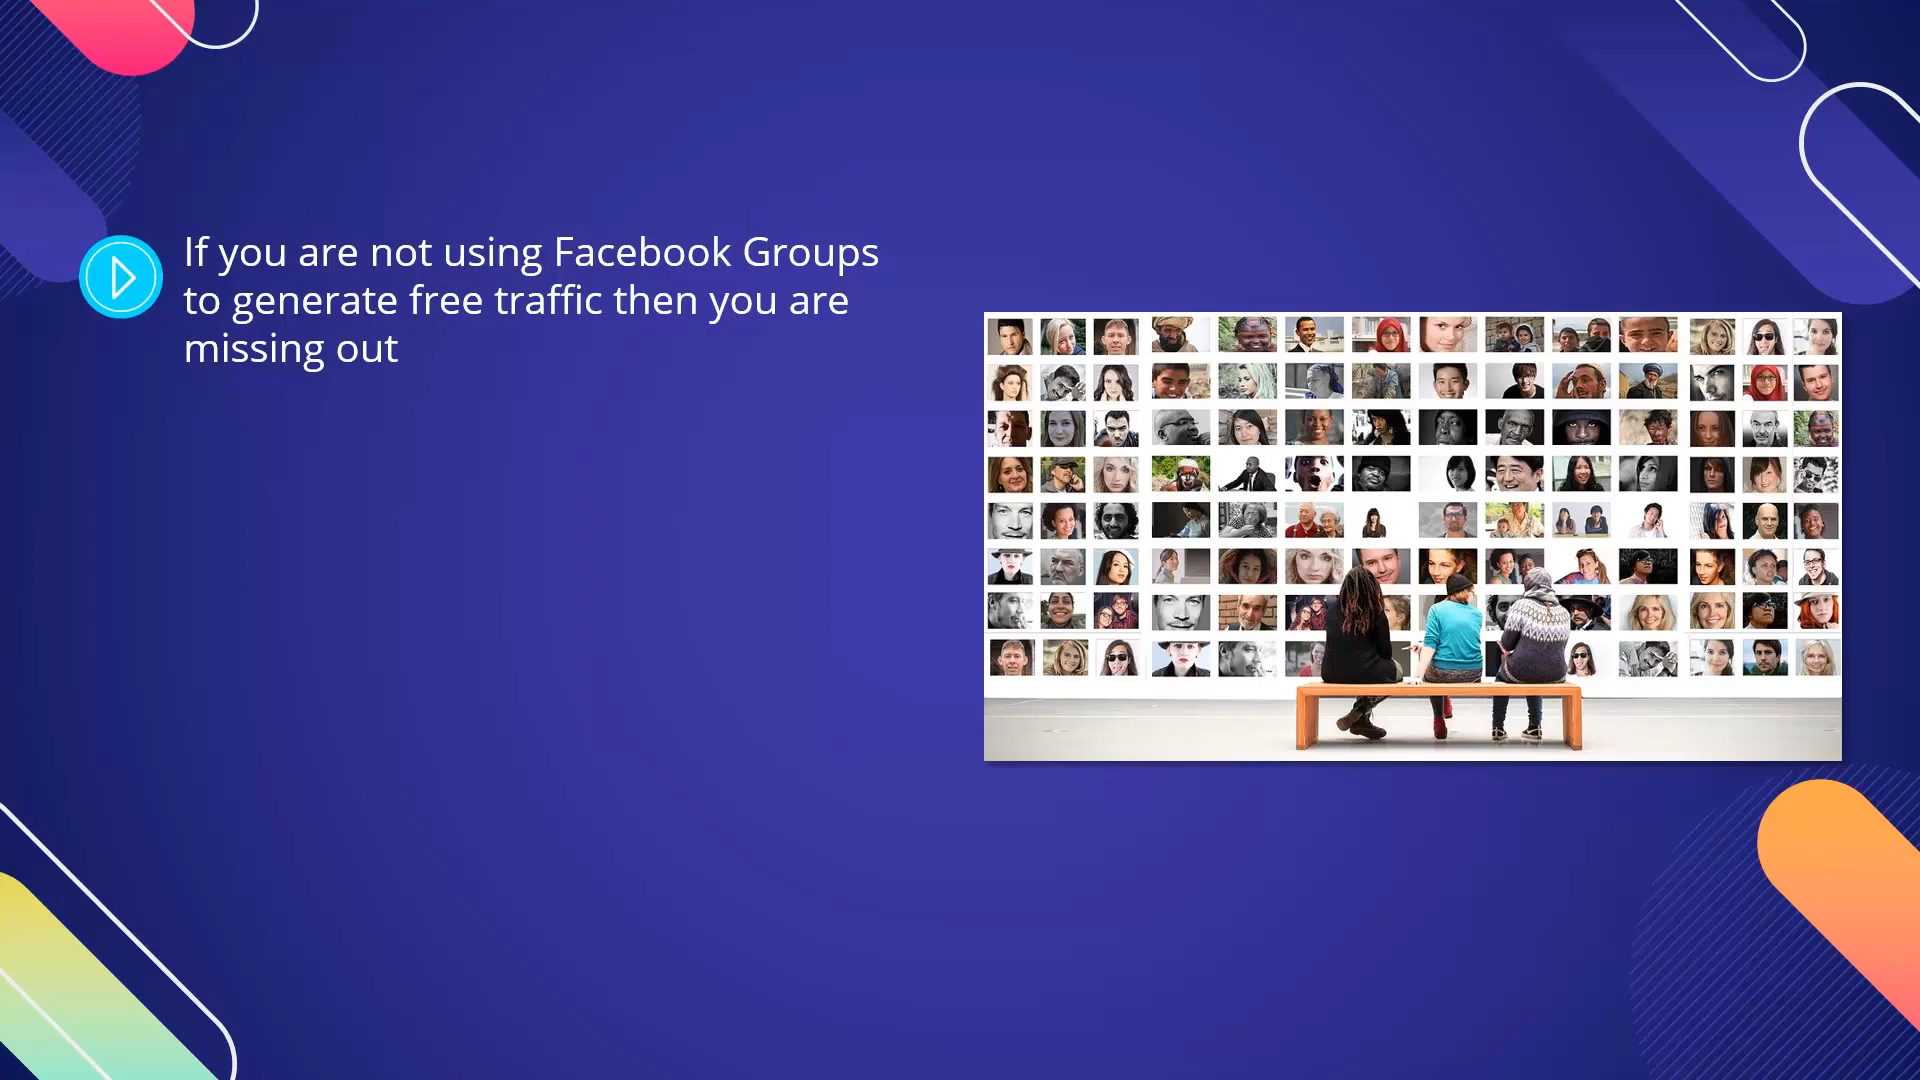 If you are not using Facebook Groups
to generate free traffic then you are
missing out